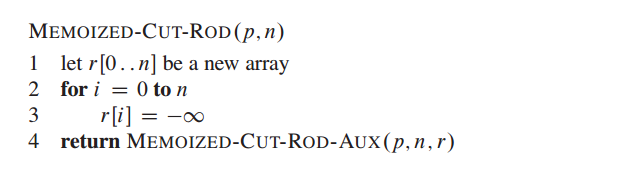 MEMOIZED-CUT-ROD(p, n)
1 let r[0..n] be a new array
2 for i = 0 to n
3 r[i] = −∞
4 return MEMOIZED-CUT-ROD-AUX(p, n, r)